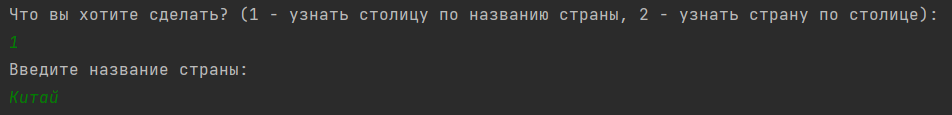 Что вы хотите сделать? (1 - узнать столицу по названию страны, 2 - узнать страну по столице):
1
Введите название страны:
Китай